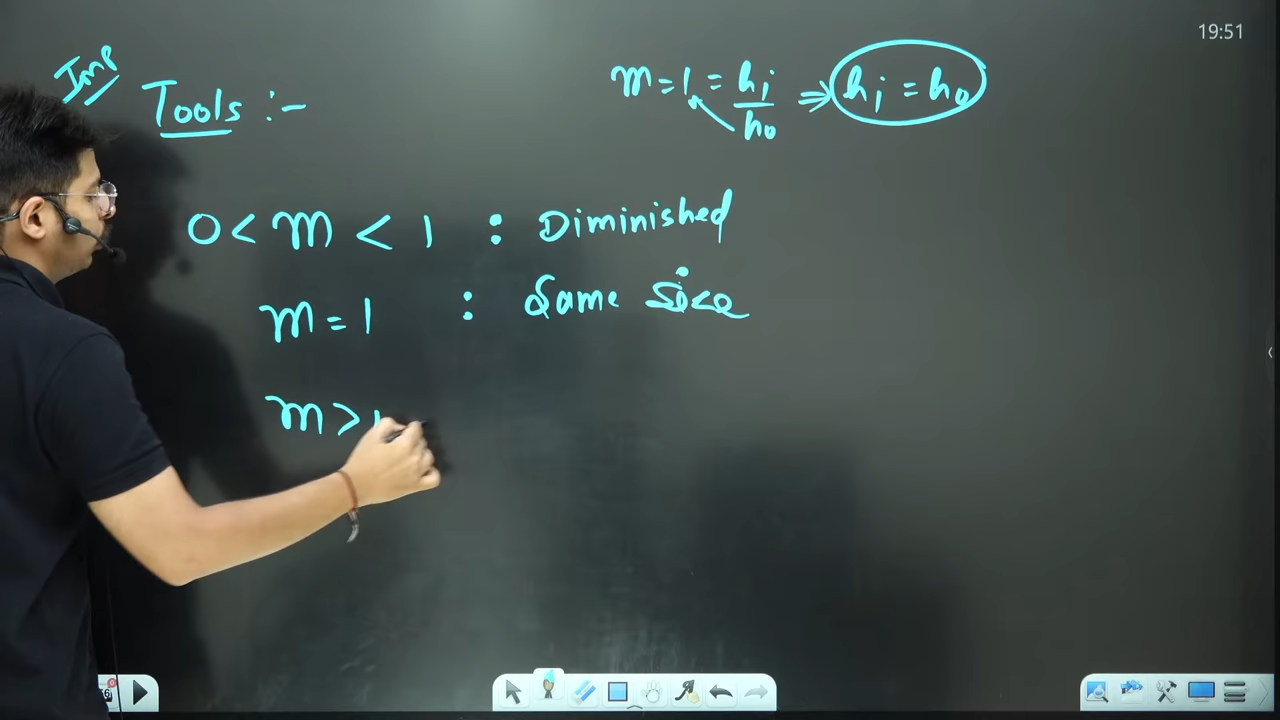 19:51
Imp
Tools :-
m = 1 = hi/ho ⇒ hi = ho
0 < m < 1 : Diminished
m = 1 : Same size
m > 1